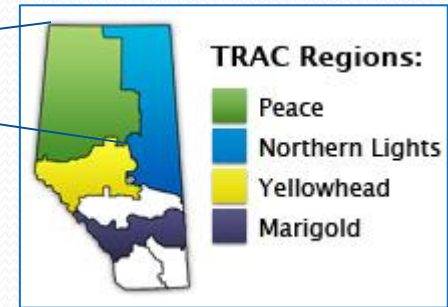 TRAC Regions:
Peace
Northern Lights
Yellowhead
Marigold